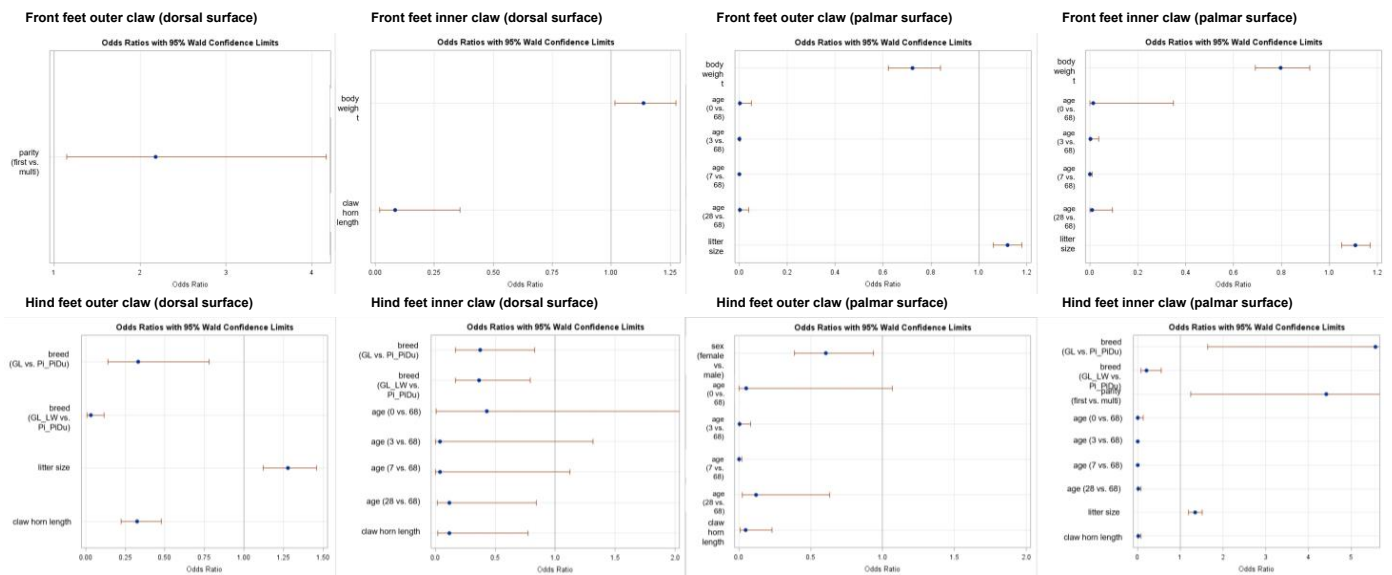 Front feet outer claw (dorsal surface)
Odds Ratios with 95% Wald Confidence Limits
parity
(first vs.
multi)
1
2
3
4
Odds Ratio
Front feet inner claw (dorsal surface)
Odds Ratios with 95% Wald Confidence Limits
body
weigh
t
claw
horn
length
0.00
0.25
0.50
0.75
1.00
1.25
Odds Ratio
Front feet outer claw (palmar surface)
Odds Ratios with 95% Wald Confidence Limits
body
weigh
t
age
(0 vs.
68)
age
(3 vs.
68)
age
(7 vs.
68)
age
(28 vs.
68)
litter
size
0.0
0.2
0.4
0.6
0.8
1.0
1.2
Odds Ratio
Front feet inner claw (palmar surface)
Odds Ratios with 95% Wald Confidence Limits
body
weigh
t
age
(0 vs.
68)
age
(3 vs.
68)
age
(7 vs.
68)
age
(28 vs.
68)
litter
size
0.0
0.2
0.4
0.6
0.8
1.0
1.2
Odds Ratio
Hind feet outer claw (dorsal surface)
Odds Ratios with 95% Wald Confidence Limits
breed
(GL vs. Pi_PiDu)
breed
(GL_LW vs.
Pi_PiDu)
litter size
claw horn length
0.00
0.25
0.50
0.75
1.00
1.25
1.50
Odds Ratio
Hind feet inner claw (dorsal surface)
Odds Ratios with 95% Wald Confidence Limits
breed
(GL vs. Pi_PiDu)
breed
(GL_LW vs.
Pi_PiDu)
age (0 vs. 68)
age (3 vs. 68)
age (7 vs. 68)
age (28 vs. 68)
claw horn length
0.0
0.5
1.0
1.5
2.0
Odds Ratio
Hind feet outer claw (palmar surface)
Odds Ratios with 95% Wald Confidence Limits
sex
(female
vs.
male)
age
(0 vs.
68)
age
(3 vs.
68)
age
(7 vs.
68)
age
(28 vs.
68)
claw
horn
length
0.0
0.5
1.0
1.5
2.0
Odds Ratio
Hind feet inner claw (palmar surface)
Odds Ratios with 95% Wald Confidence Limits
breed
(GL vs. Pi_PiDu)
breed
(GL_LW vs.
Pi_PiDu)
parity
(first vs. multi)
age (0 vs. 68)
age (3 vs. 68)
age (7 vs. 68)
age (28 vs. 68)
litter size
claw horn length
0
1
2
3
4
5
Odds Ratio